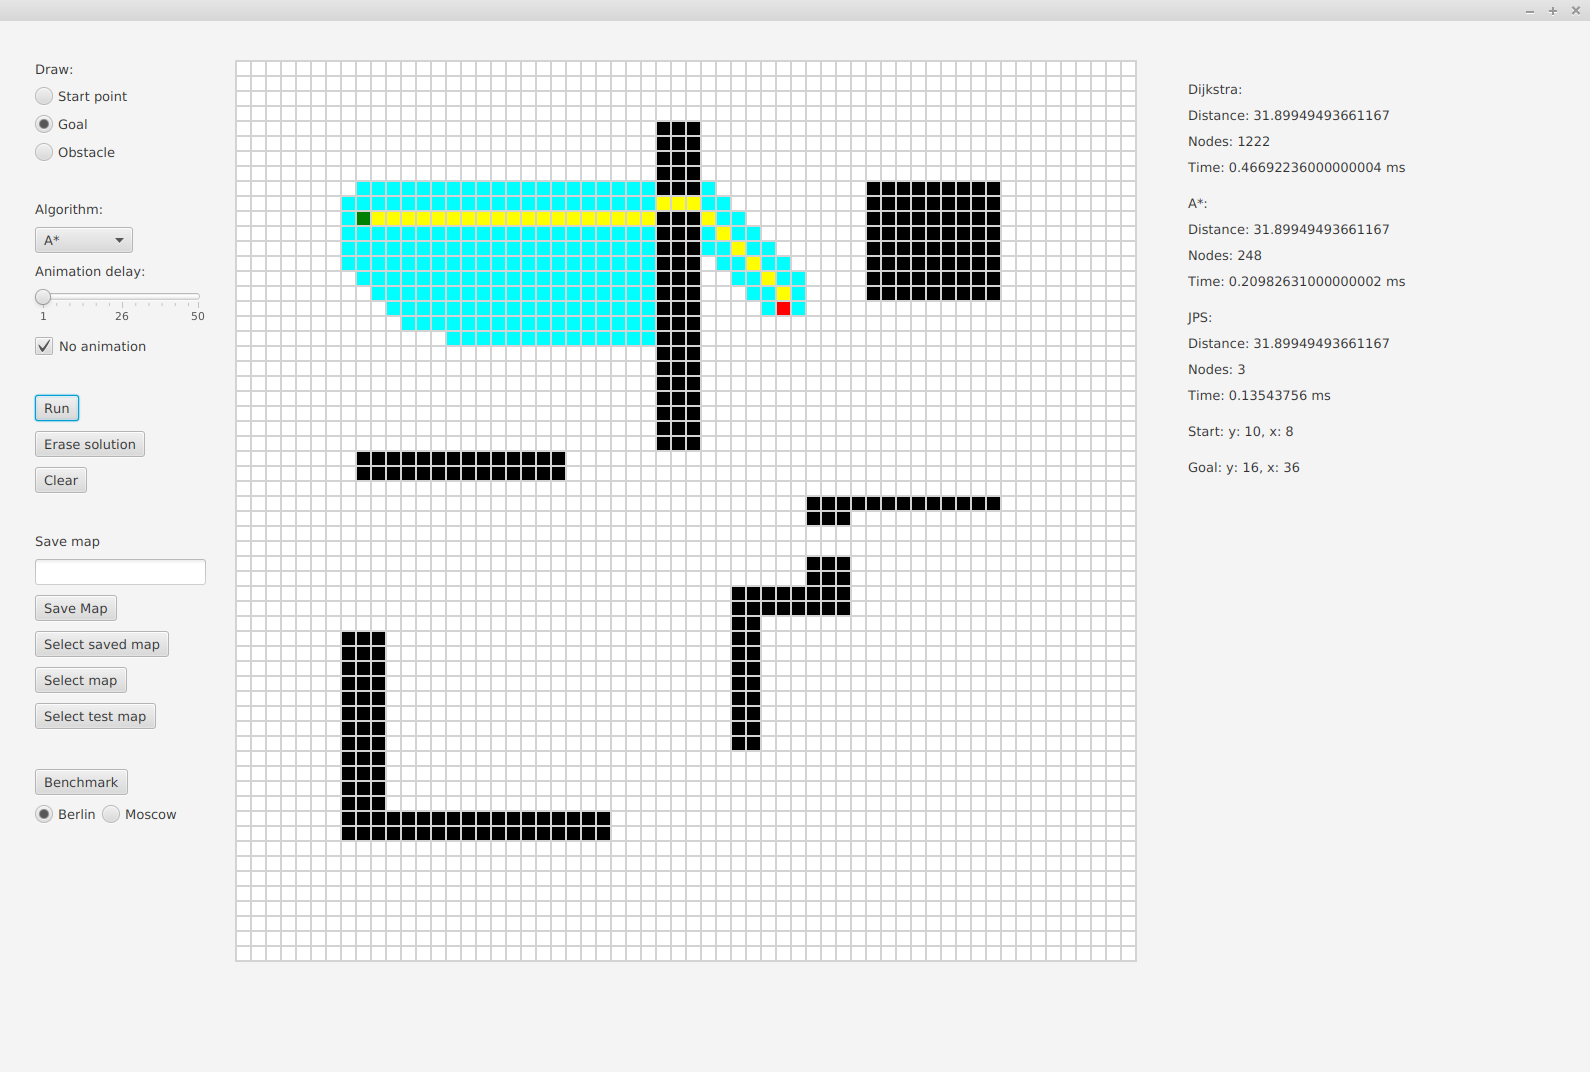 Draw:
Start point
Goal
Obstacle
Algorithm:
A*
Animation delay:
1 26 50
No animation
Run
Erase solution
Clear
Save map
Save Map
Select saved map
Select map
Select test map
Benchmark
Berlin Moscow
Dijkstra:
Distance: 31.89949493661167
Nodes: 1222
Time: 0.46692236000000004 ms
A*:
Distance: 31.89949493661167
Nodes: 248
Time: 0.20982631000000002 ms
JPS:
Distance: 31.89949493661167
Nodes: 3
Time: 0.13543756 ms
Start: y: 10, x: 8
Goal: y: 16, x: 36